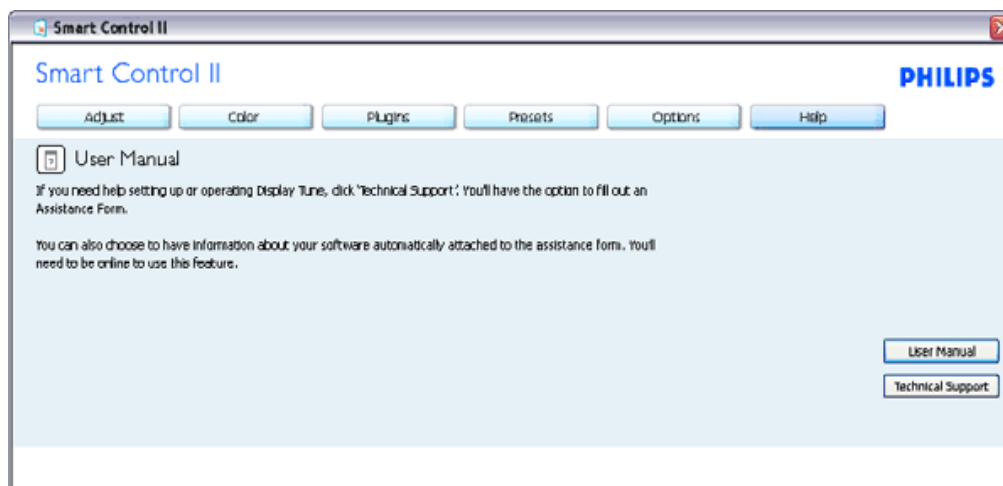 Smart Control II
Smart Control II
PHILIPS
Adjust Color Plugins Presets Options Help
User Manual
If you need help setting up or operating Display Tune, click 'Technical Support'. You'll have the option to fill out an
Assistance Form.
You can also choose to have information about your software automatically attached to the assistance form. You'll
need to be online to use this feature.
User Manual
Technical Support